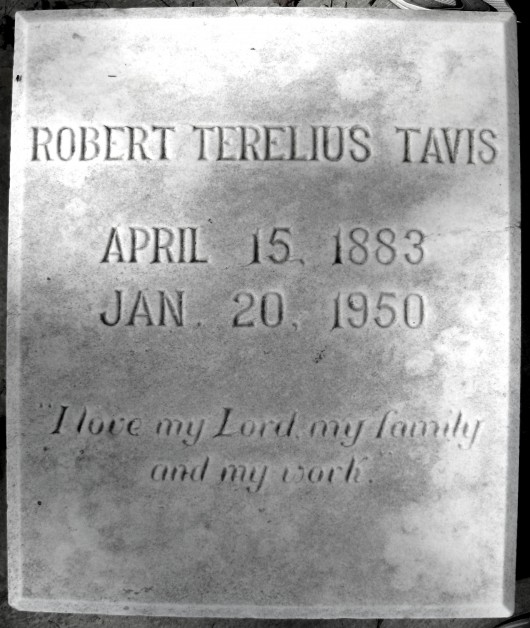 ROBERT TERELIUS TAVIS
APRIL 15, 1883
JAN. 20, 1950
"I love my Lord, my family
and my work."